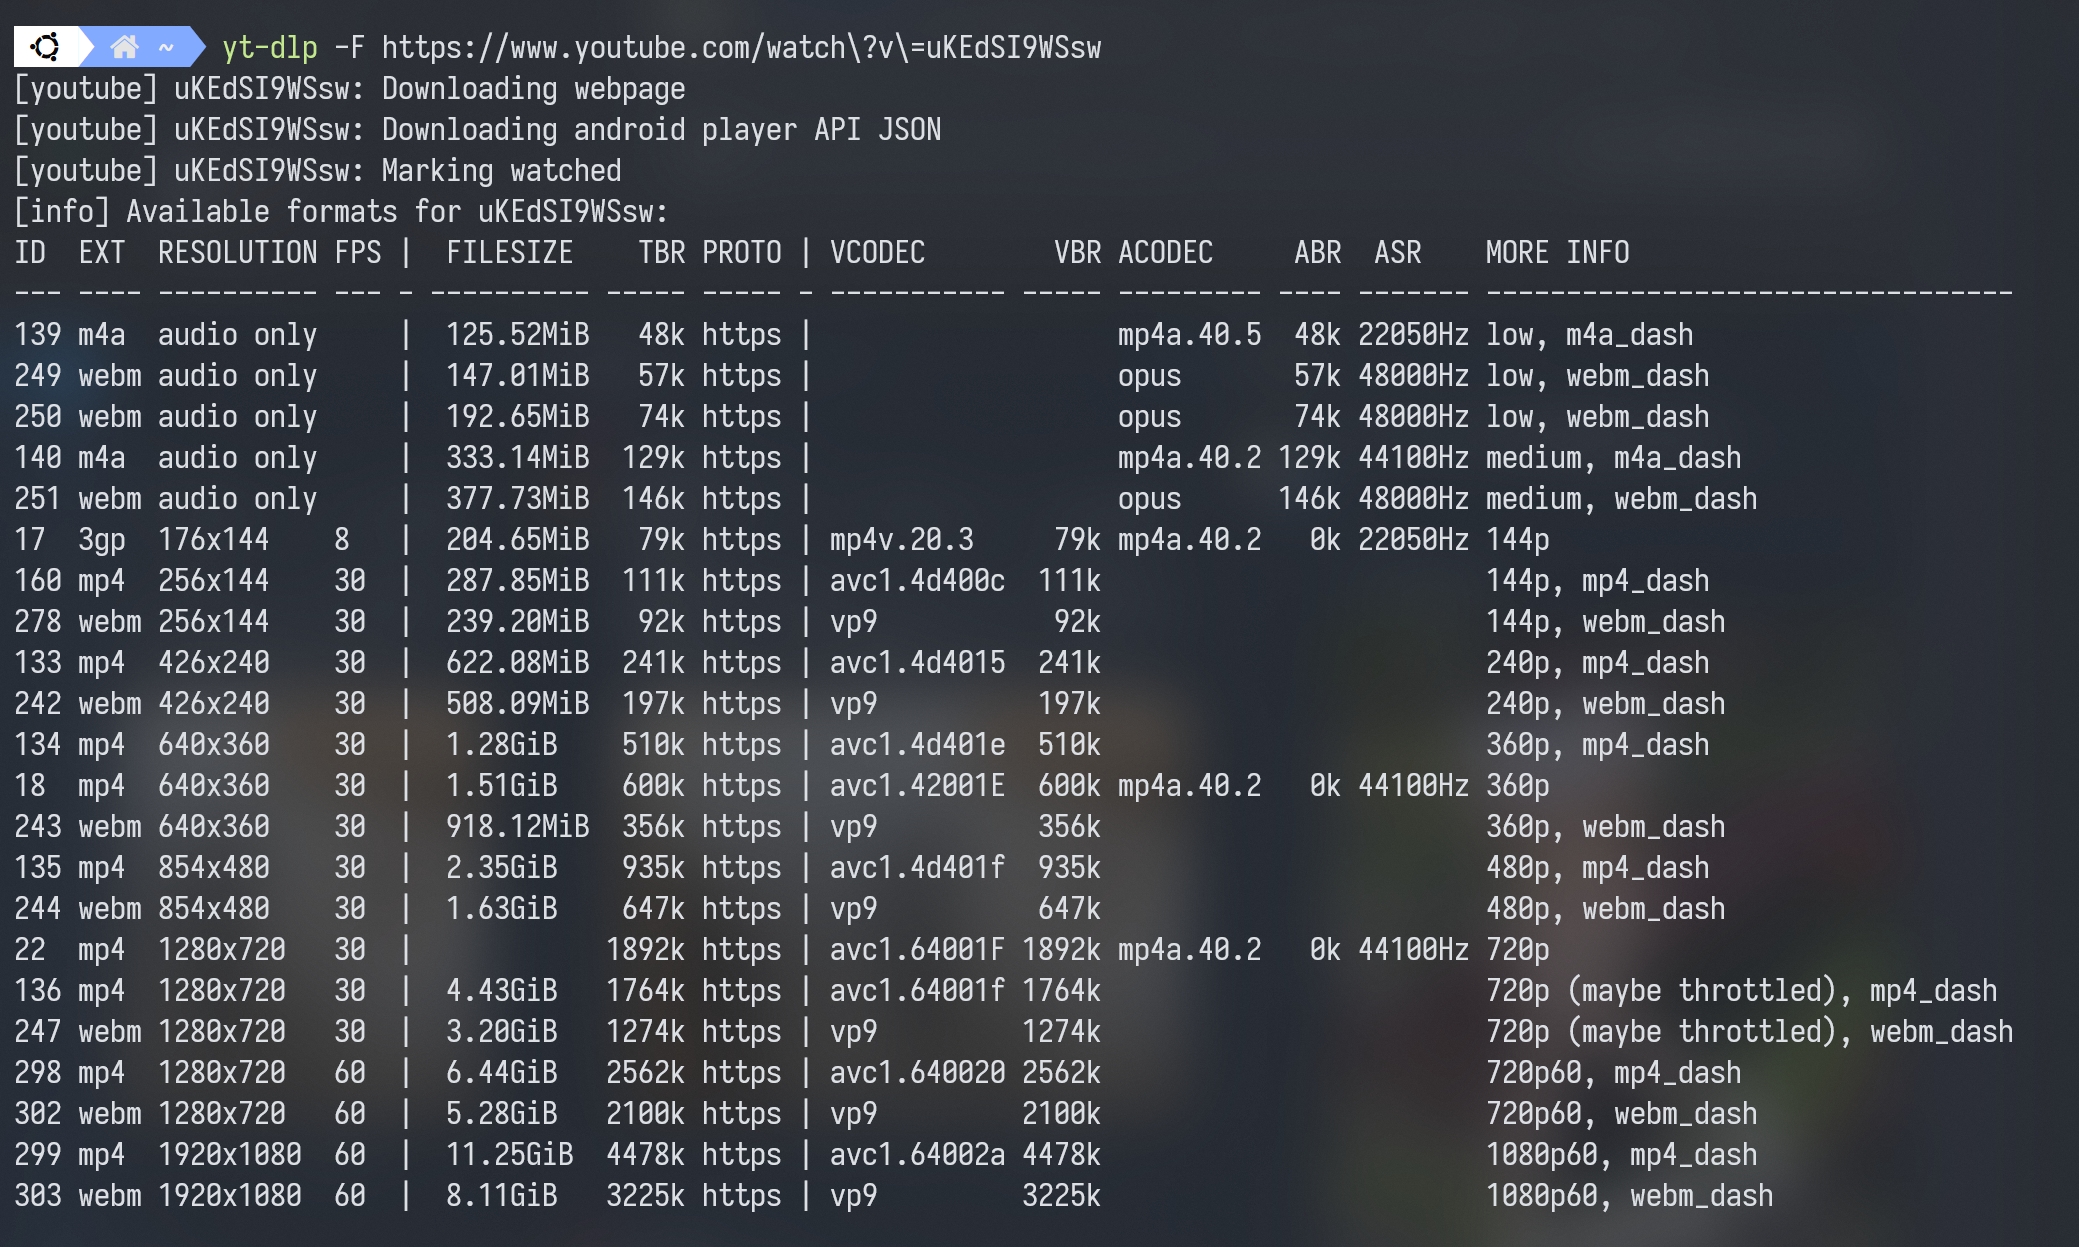 ~ yt-dlp -F https://www.youtube.com/watch\?v\=uKEdSI9WSsw
[youtube] uKEdSI9WSsw: Downloading webpage
[youtube] uKEdSI9WSsw: Downloading android player API JSON
[youtube] uKEdSI9WSsw: Marking watched
[info] Available formats for uKEdSI9WSsw:
ID  EXT  RESOLUTION FPS |  FILESIZE    TBR PROTO | VCODEC        VBR ACODEC     ABR  ASR    MORE INFO
--- ---- ---------- --- - ---------- ----- ----- - ----------- ----- --------- ---- ------- ---------------------------------
139 m4a  audio only     |  125.52MiB   48k https |                   mp4a.40.5  48k 22050Hz low, m4a_dash
249 webm audio only     |  147.01MiB   57k https |                   opus       57k 48000Hz low, webm_dash
250 webm audio only     |  192.65MiB   74k https |                   opus       74k 48000Hz low, webm_dash
140 m4a  audio only     |  333.14MiB  129k https |                   mp4a.40.2 129k 44100Hz medium, m4a_dash
251 webm audio only     |  377.73MiB  146k https |                   opus      146k 48000Hz medium, webm_dash
17  3gp  176x144    8   |  204.65MiB   79k https | mp4v.20.3     79k mp4a.40.2   0k 22050Hz 144p
160 mp4  256x144    30  |  287.85MiB  111k https | avc1.4d400c  111k                        144p, mp4_dash
278 webm 256x144    30  |  239.20MiB   92k https | vp9           92k                        144p, webm_dash
133 mp4  426x240    30  |  622.08MiB  241k https | avc1.4d4015  241k                        240p, mp4_dash
242 webm 426x240    30  |  508.09MiB  197k https | vp9          197k                        240p, webm_dash
134 mp4  640x360    30  |  1.28GiB    510k https | avc1.4d401e  510k                        360p, mp4_dash
18  mp4  640x360    30  |  1.51GiB    600k https | avc1.42001E  600k mp4a.40.2   0k 44100Hz 360p
243 webm 640x360    30  |  918.12MiB  356k https | vp9          356k                        360p, webm_dash
135 mp4  854x480    30  |  2.35GiB    935k https | avc1.4d401f  935k                        480p, mp4_dash
244 webm 854x480    30  |  1.63GiB    647k https | vp9          647k                        480p, webm_dash
22  mp4  1280x720   30  |            1892k https | avc1.64001F 1892k mp4a.40.2   0k 44100Hz 720p
136 mp4  1280x720   30  |  4.43GiB   1764k https | avc1.64001f 1764k                        720p (maybe throttled), mp4_dash
247 webm 1280x720   30  |  3.20GiB   1274k https | vp9         1274k                        720p (maybe throttled), webm_dash
298 mp4  1280x720   60  |  6.44GiB   2562k https | avc1.640020 2562k                        720p60, mp4_dash
302 webm 1280x720   60  |  5.28GiB   2100k https | vp9         2100k                        720p60, webm_dash
299 mp4  1920x1080  60  |  11.25GiB  4478k https | avc1.64002a 4478k                        1080p60, mp4_dash
303 webm 1920x1080  60  |  8.11GiB   3225k https | vp9         3225k                        1080p60, webm_dash